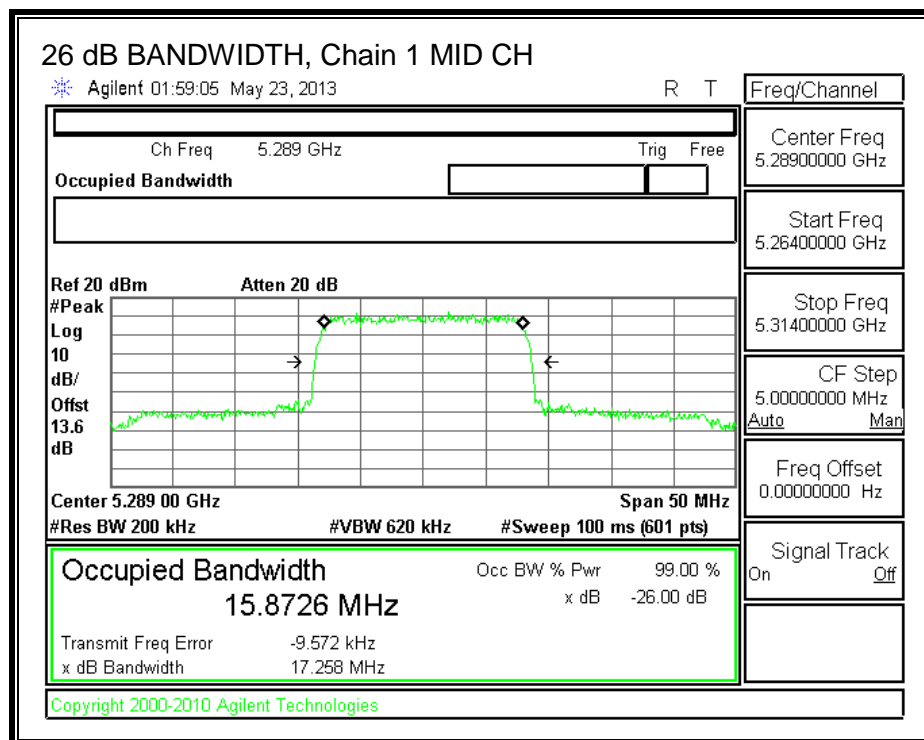 26 dB BANDWIDTH, Chain 1 MID CH
Agilent 01:59:05 May 23, 2013 R T
Ch Freq 5.289 GHz Trig Free
Occupied Bandwidth
Ref 20 dBm Atten 20 dB
#Peak
Log
10
dB/
Offst
13.6
dB
Center 5.289 00 GHz Span 50 MHz
#Res BW 200 kHz #VBW 620 kHz #Sweep 100 ms (601 pts)
Occupied Bandwidth
15.8726 MHz
Occ BW % Pwr 99.00 %
x dB -26.00 dB
Transmit Freq Error -9.572 kHz
x dB Bandwidth 17.258 MHz
Copyright 2000-2010 Agilent Technologies
Freq/Channel
Center Freq
5.28900000 GHz
Start Freq
5.26400000 GHz
Stop Freq
5.31400000 GHz
CF Step
5.00000000 MHz
Auto Man
Freq Offset
0.00000000 Hz
Signal Track
On Off